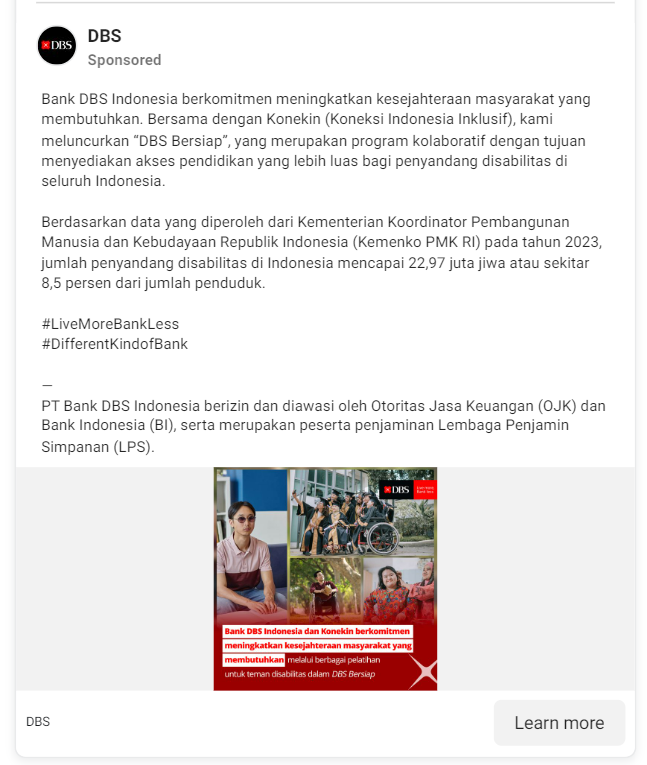 DBS
DBS
Sponsored
Bank DBS Indonesia berkomitmen meningkatkan kesejahteraan masyarakat yang
membutuhkan. Bersama dengan Konekin (Koneksi Indonesia Inklusif), kami
meluncurkan “DBS Bersiap”, yang merupakan program kolaboratif dengan tujuan
menyediakan akses pendidikan yang lebih luas bagi penyandang disabilitas di
seluruh Indonesia.
Berdasarkan data yang diperoleh dari Kementerian Koordinator Pembangunan
Manusia dan Kebudayaan Republik Indonesia (Kemenko PMK RI) pada tahun 2023,
jumlah penyandang disabilitas di Indonesia mencapai 22,97 juta jiwa atau sekitar
8,5 persen dari jumlah penduduk.
#LiveMoreBankLess
#DifferentKindofBank
—
PT Bank DBS Indonesia berizin dan diawasi oleh Otoritas Jasa Keuangan (OJK) dan
Bank Indonesia (BI), serta merupakan peserta penjaminan Lembaga Penjamin
Simpanan (LPS).
DBS
Bank DBS Indonesia dan Konekin berkomitmen
meningkatkan kesejahteraan masyarakat yang
membutuhkan melalui berbagai pelatihan
untuk teman disabilitas dalam DBS Bersiap
DBS
Learn more